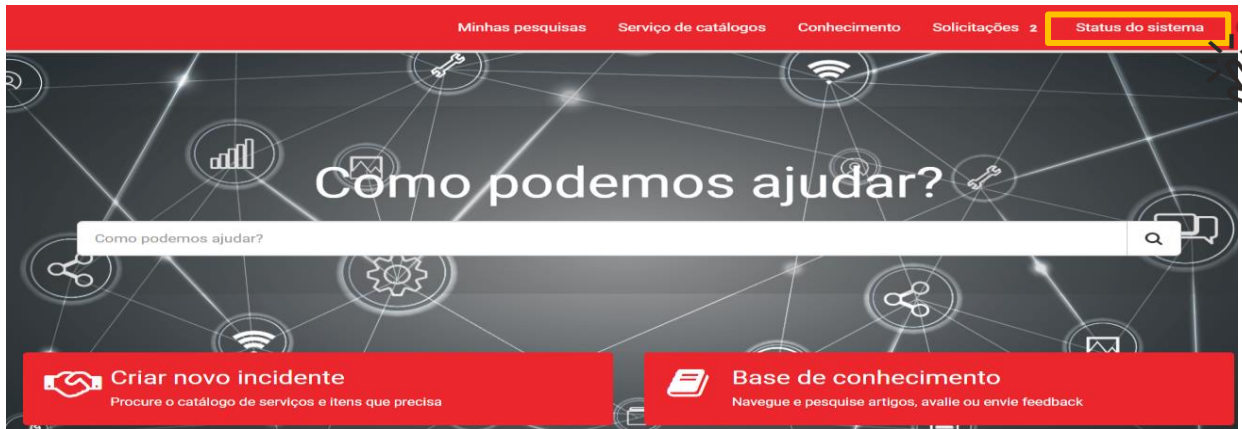 Minhas pesquisas Serviço de catálogos Conhecimento Solicitações 2 Status do sistema
Como podemos ajudar?
Como podemos ajudar?
Criar novo incidente
Procure o catálogo de serviços e itens que precisa
Base de conhecimento
Navegue e pesquise artigos, avalie ou envie feedback